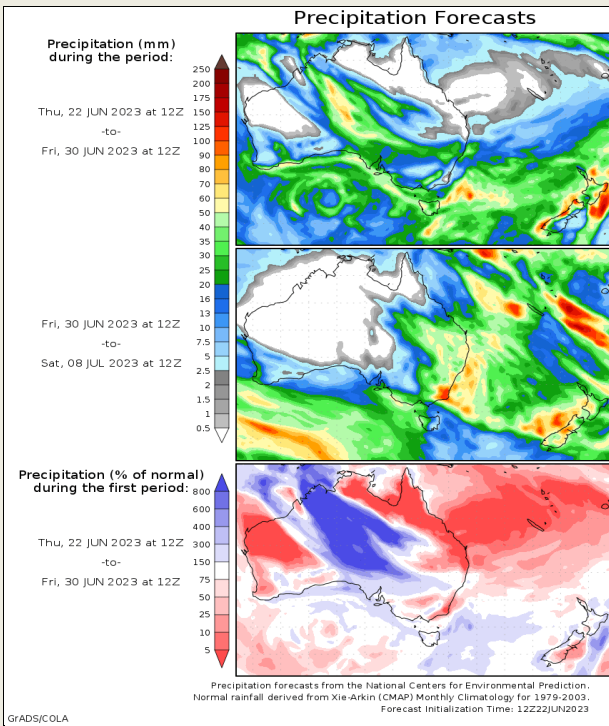 Precipitation Forecasts
Precipitation (mm)
during the period:
Thu, 22 JUN 2023 at 12Z
-to-
Fri, 30 JUN 2023 at 12Z
250
200
175
150
125
100
90
80
70
60
50
40
35
30
25
20
16
13
10
7.5
5
2.5
2
1.5
1
0.5
Fri, 30 JUN 2023 at 12Z
-to-
Sat, 08 JUL 2023 at 12Z
Precipitation (% of normal)
during the first period:
Thu, 22 JUN 2023 at 12Z
-to-
Fri, 30 JUN 2023 at 12Z
800
600
400
300
150
75
50
25
10
5
Precipitation forecasts from the National Centers for Environmental Prediction.
Normal rainfall derived from Xie-Arkin (CMAP) Monthly Climatology for 1979-2003.
Forecast Initialization Time: 12Z22JUN2023
GrADS/COLA